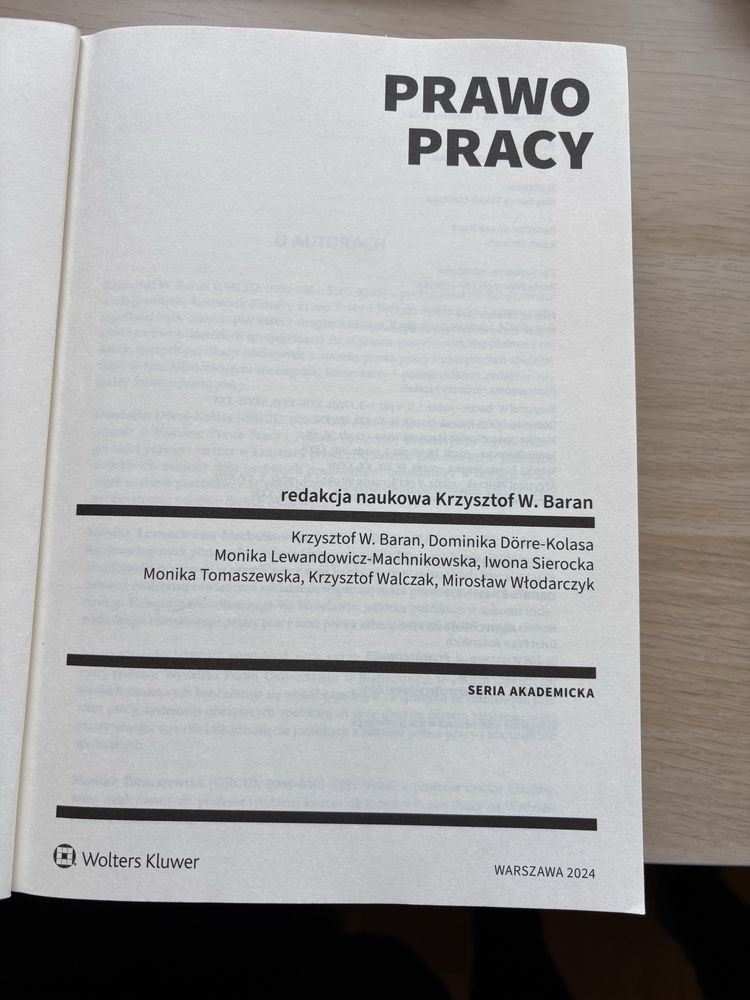 PRAWO
PRACY
redakcja naukowa Krzysztof W. Baran
Krzysztof W. Baran, Dominika Dörre-Kolasa
Monika Lewandowicz-Machnikowska, Iwona Sierocka
Monika Tomaszewska, Krzysztof Walczak, Mirosław Włodarczyk
SERIA AKADEMICKA
Wolters Kluwer
WARSZAWA 2024